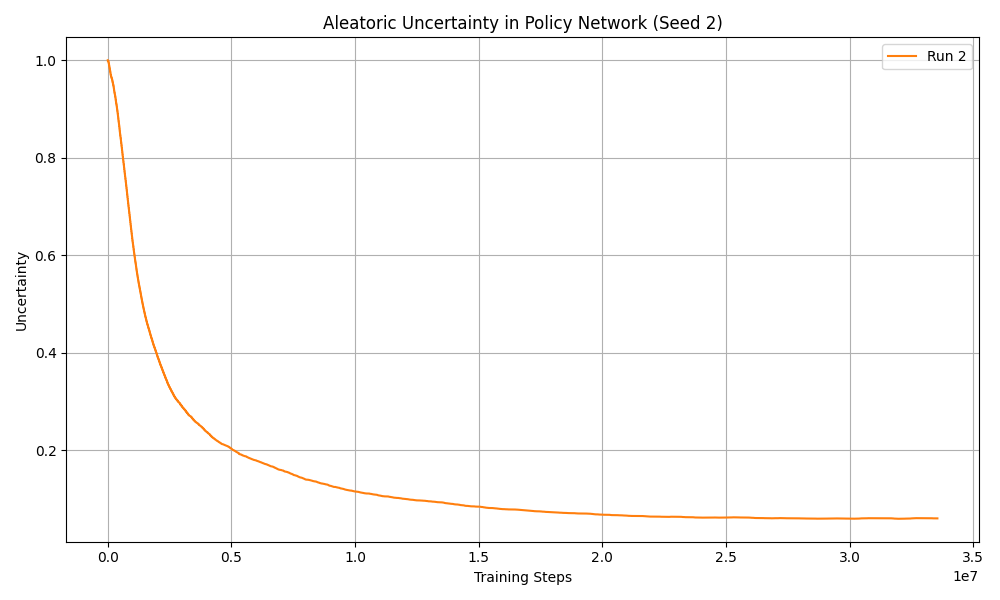 Aleatoric Uncertainty in Policy Network (Seed 2)
Run 2
Uncertainty
1.0
0.8
0.6
0.4
0.2
0.0 0.5 1.0 1.5 2.0 2.5 3.0 3.5
1e7
Training Steps